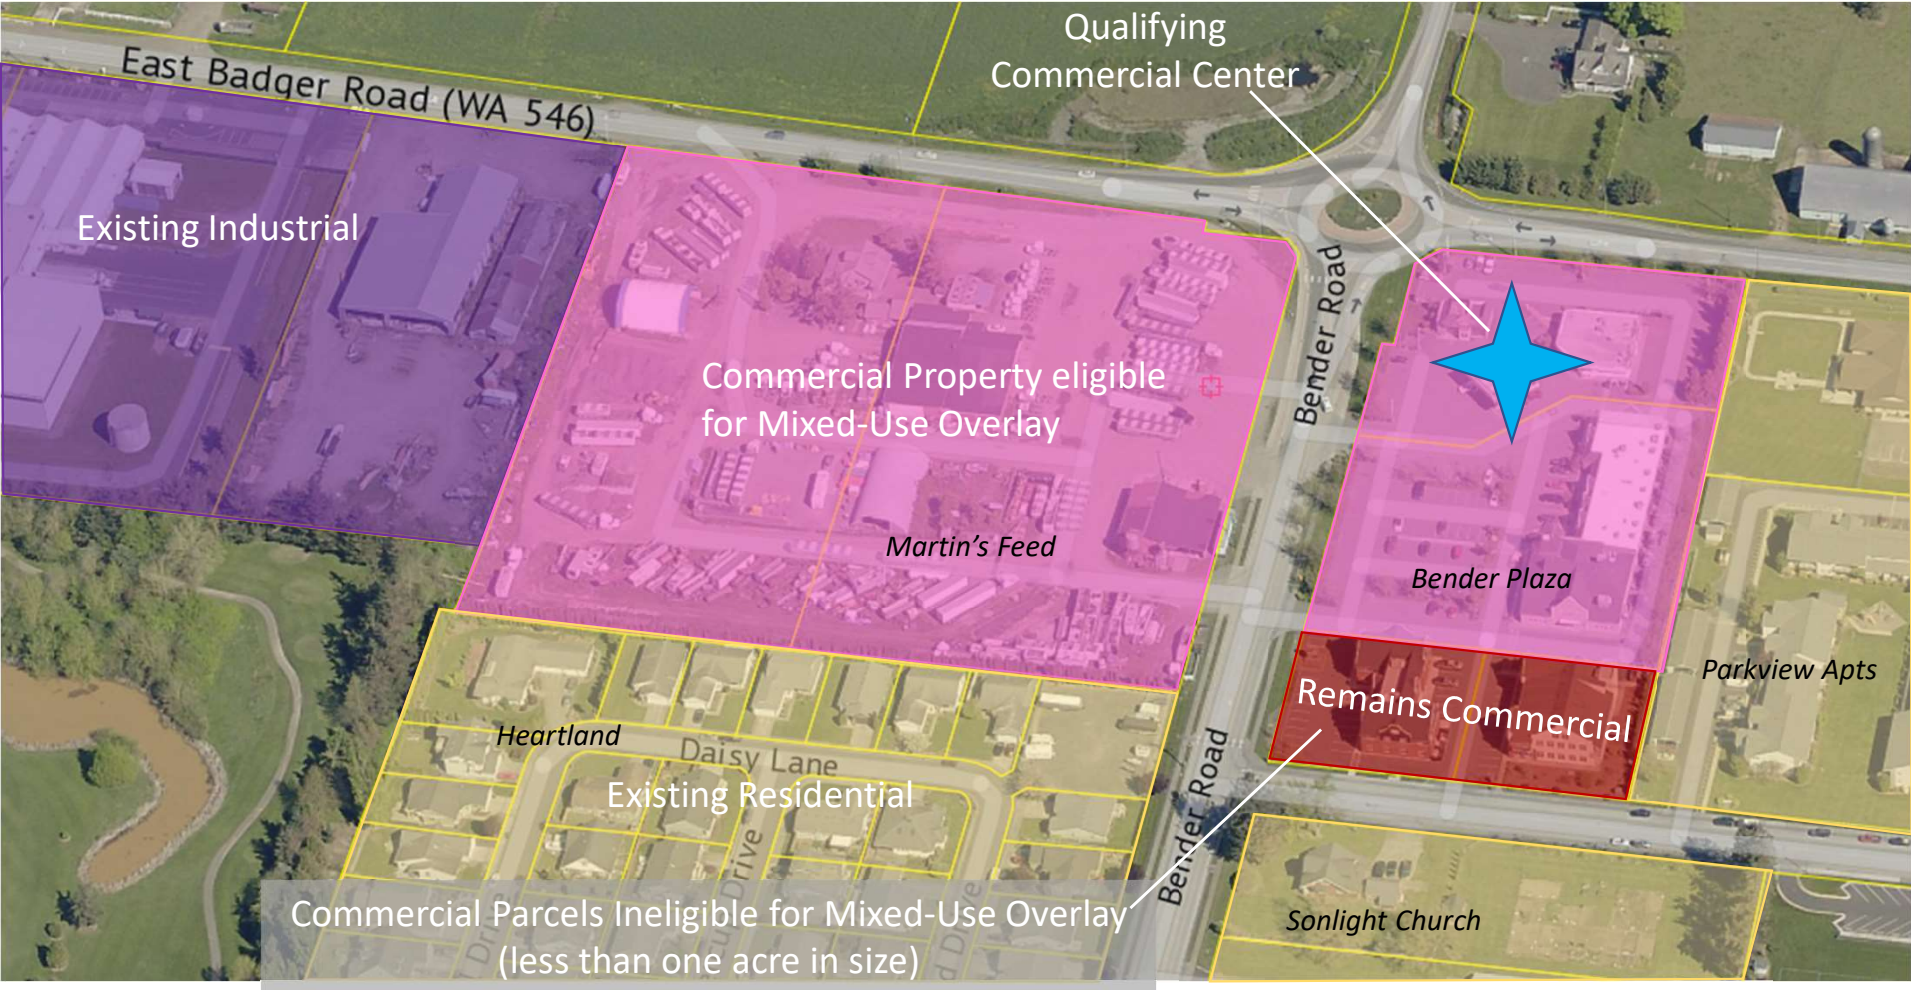 Qualifying
Commercial Center
East Badger Road (WA 546)
Existing Industrial
Bender Road
Commercial Property eligible
for Mixed-Use Overlay
Martin's Feed
Bender Plaza
Parkview Apts
Remains Commercial
Heartland
Daisy Lane
Existing Residential
Bender Road
Drive
Commercial Parcels Ineligible for Mixed-Use Overlay
(less than one acre in size)
Sonlight Church